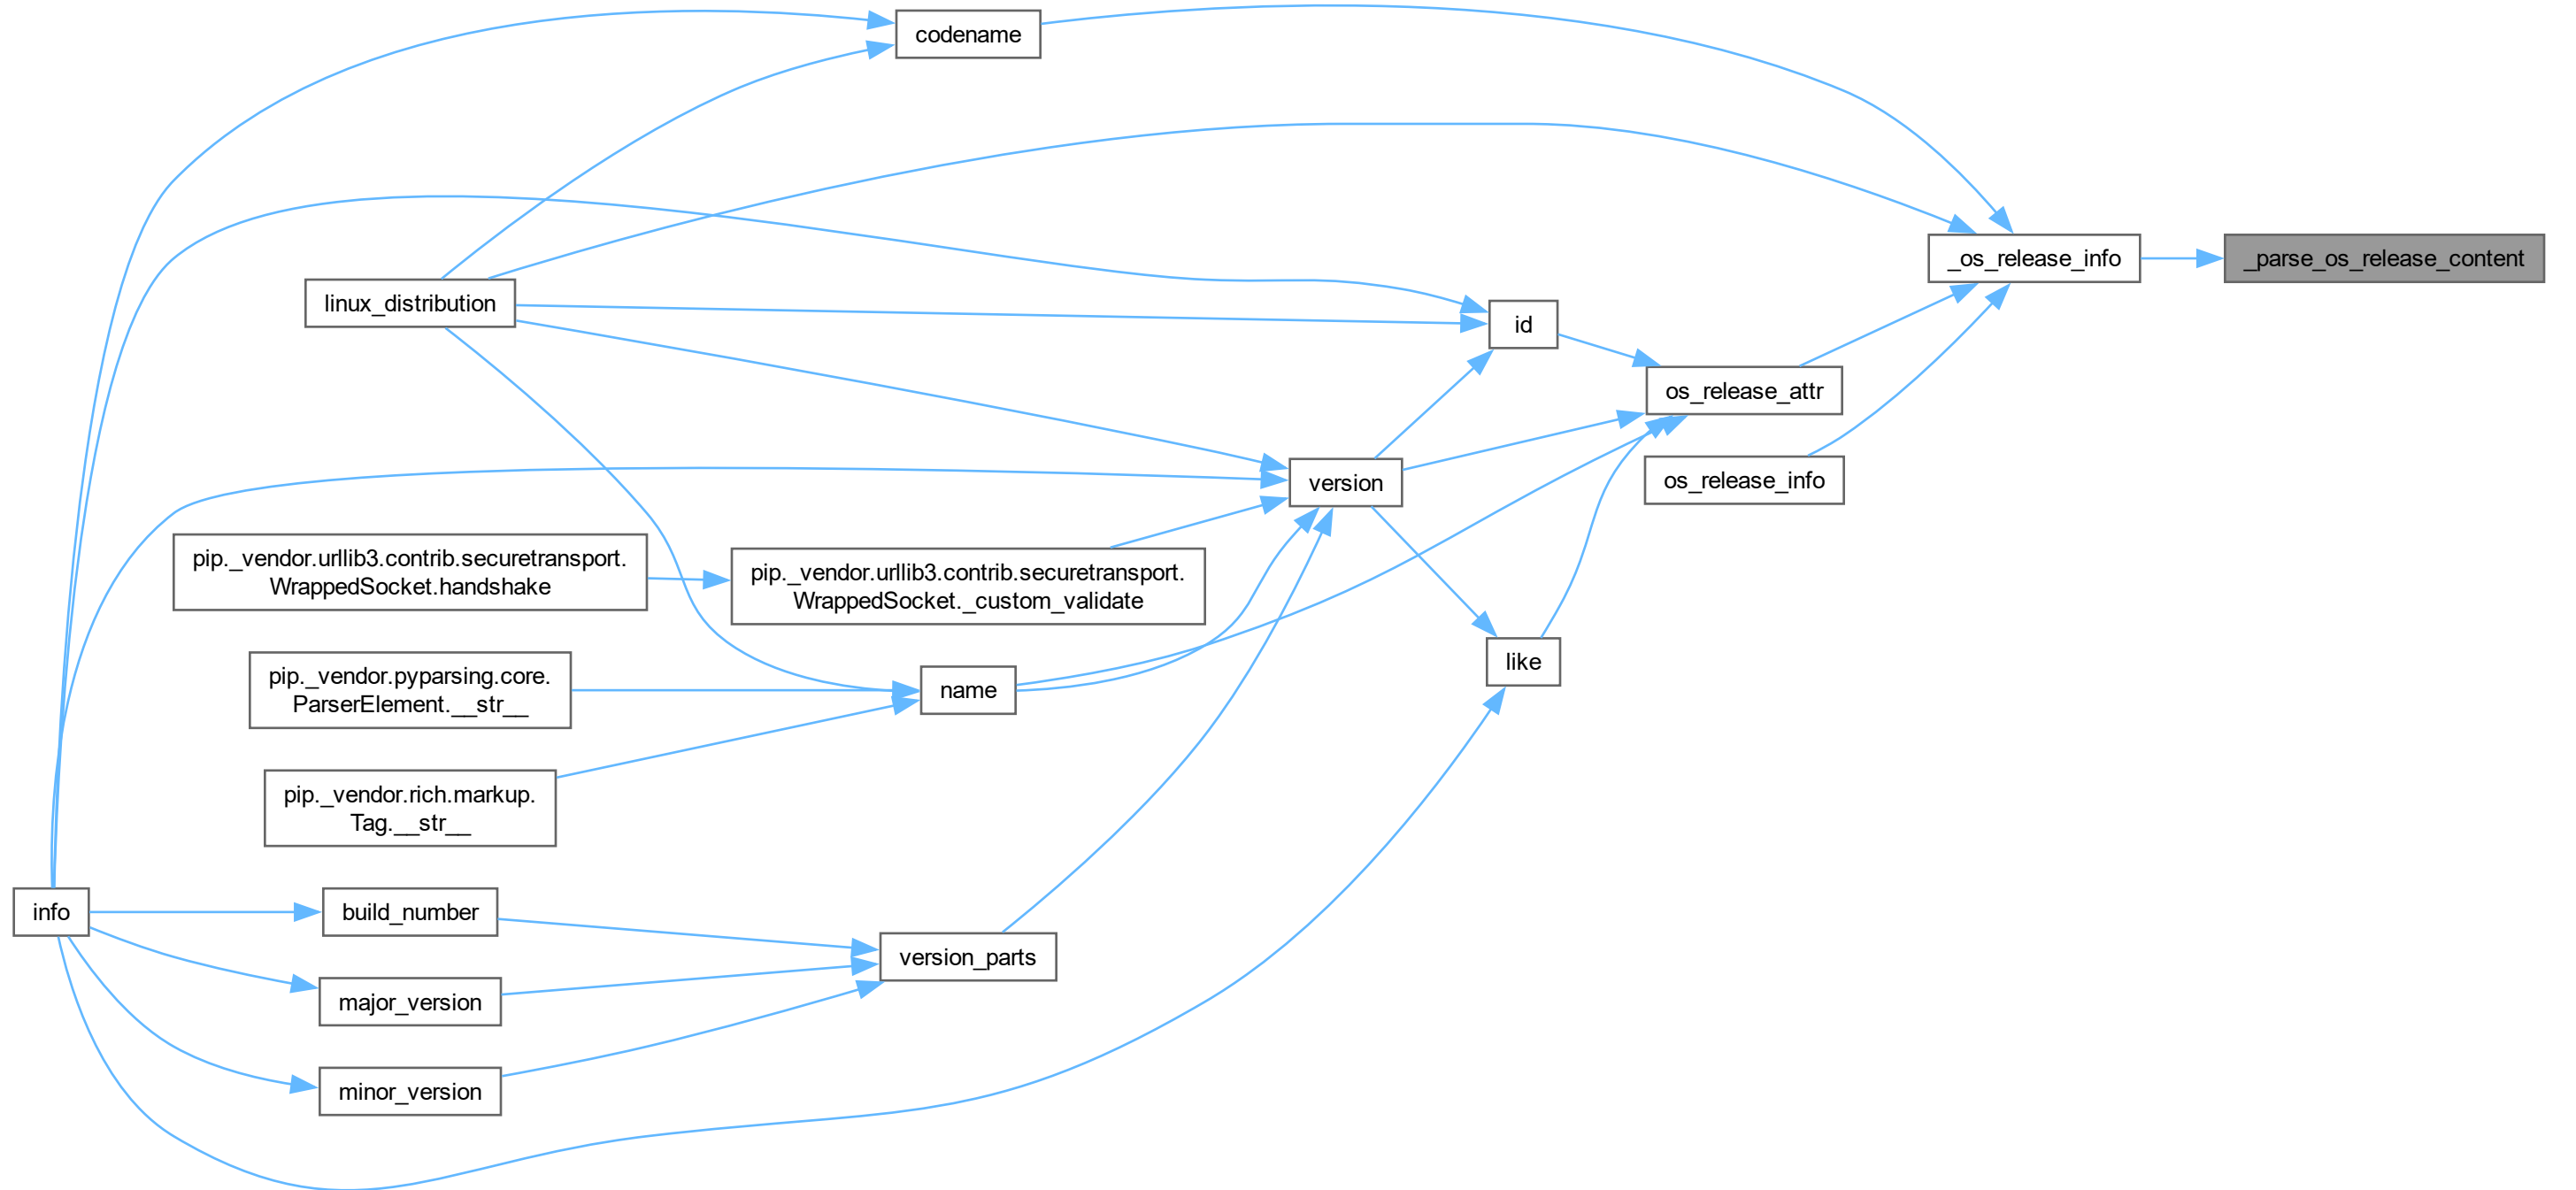 codename
_os_release_info
_parse_os_release_content
linux_distribution
id
os_release_attr
version
os_release_info
pip._vendor.urllib3.contrib.securetransport.
WrappedSocket.handshake
pip._vendor.urllib3.contrib.securetransport.
WrappedSocket._custom_validate
like
pip._vendor.pyparsing.core.
ParserElement.__str__
name
pip._vendor.rich.markup.
Tag.__str__
info
build_number
version_parts
major_version
minor_version